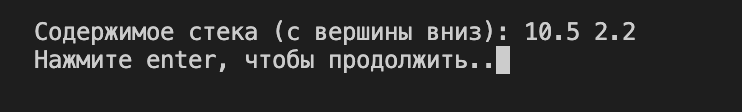 Содержимое стека (с вершины вниз): 10.5 2.2
Нажмите enter, чтобы продолжить..